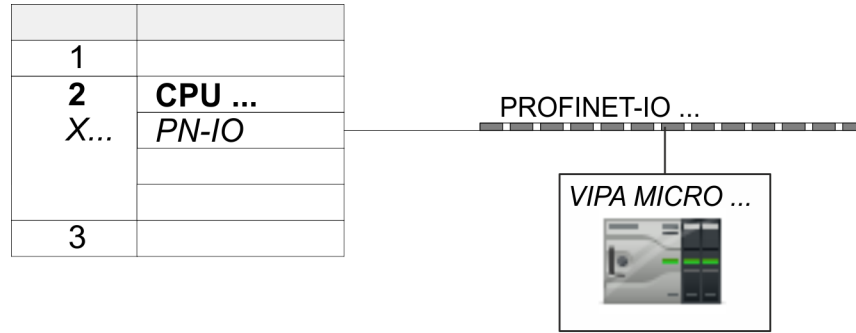 1
2 CPU ...
X... PN-IO
3
PROFINET-IO ...
VIPA MICRO ...